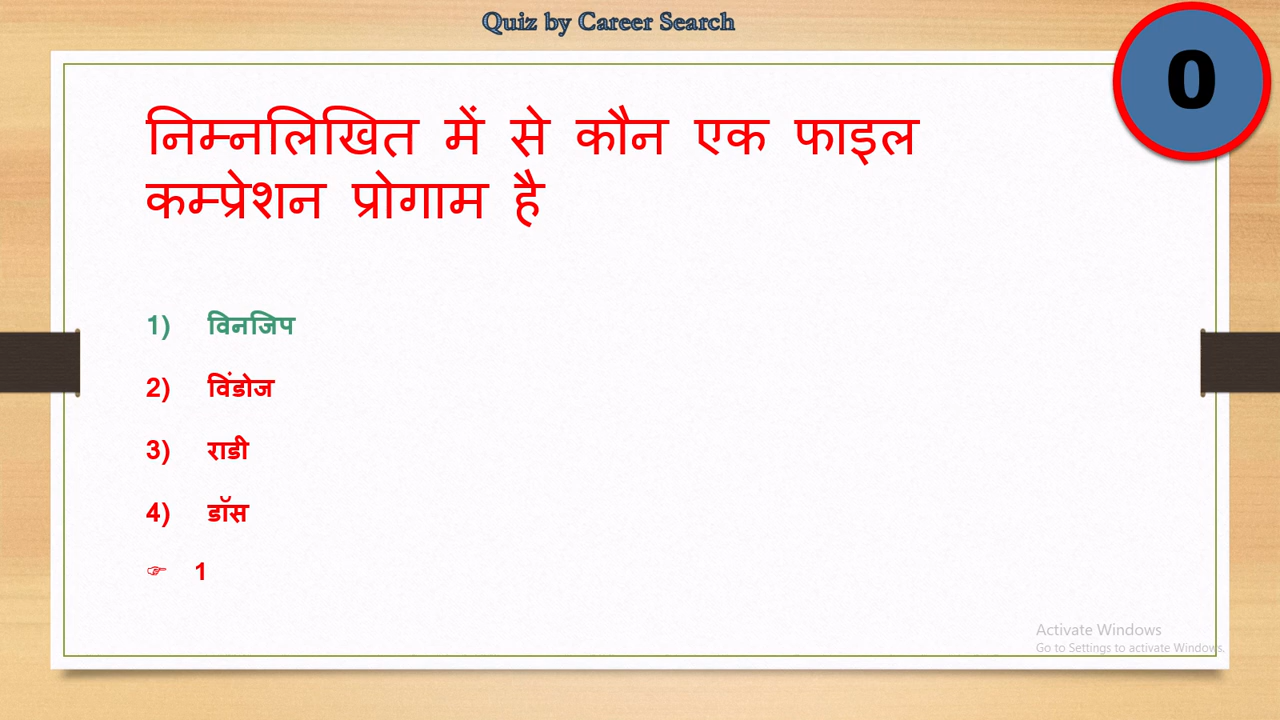 Quiz by Career Search
0
निम्नलिखित में से कौन एक फाइल
कम्प्रेशन प्रोगाम है
1) विनजिप
2) विंडोज
3) राडी
4) डॉस
☞ 1
Activate Windows
Go to Settings to activate Windows.